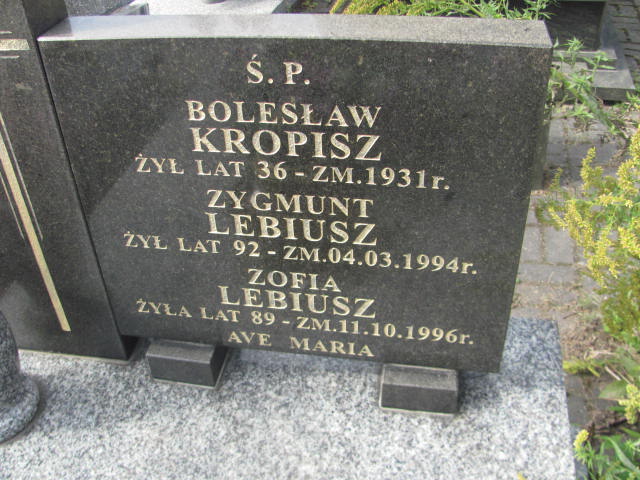 Ś. P.
BOLESŁAW
KROPISZ
ŻYŁ LAT 36 - ZM.1931r.
ZYGMUNT
LEBIUSZ
ŻYŁ LAT 92 - ZM.04.03.1994r.
ZOFIA
LEBIUSZ
ŻYŁA LAT 89 - ZM.11.10.1996r.
AVE MARIA